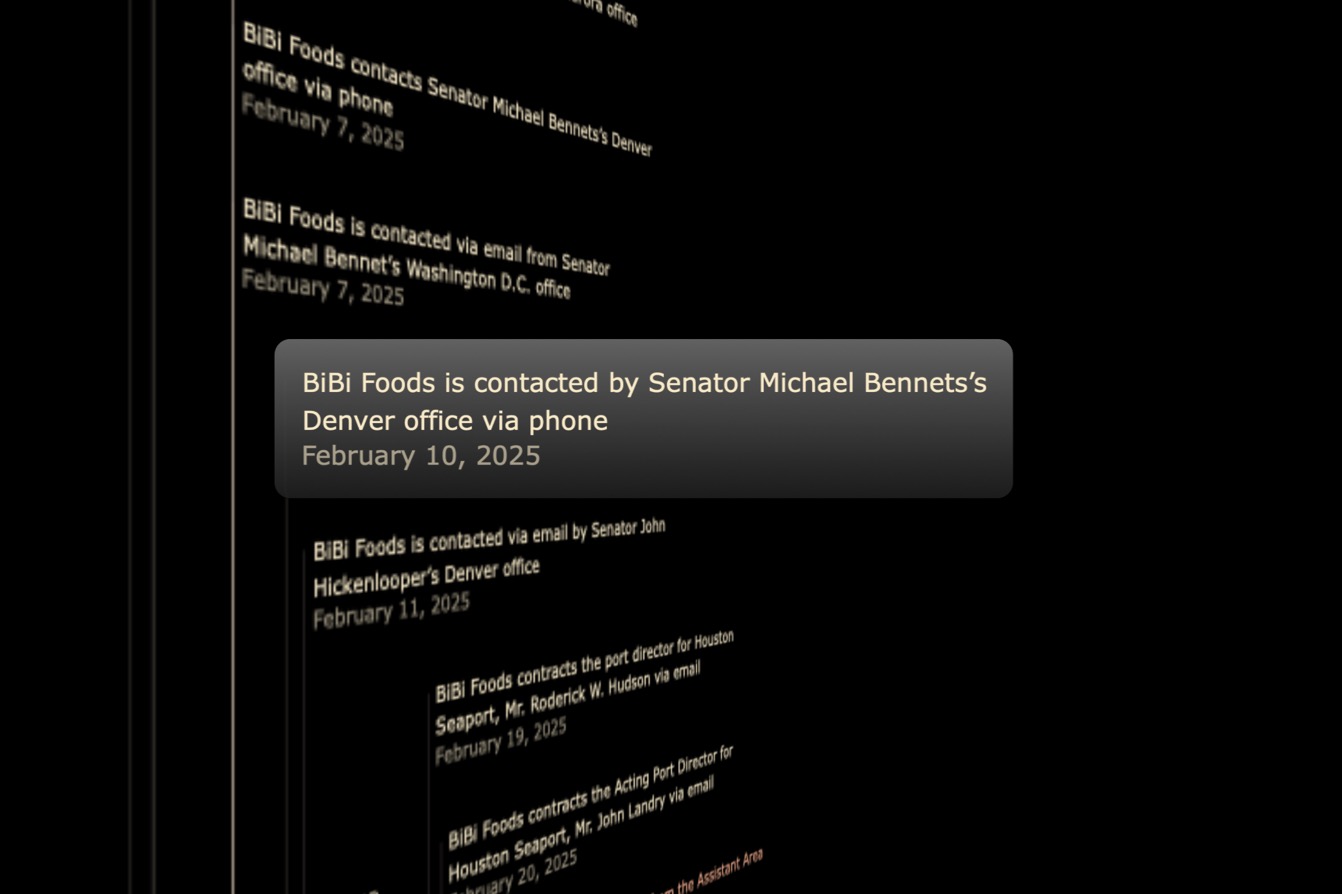 office
BiBi Foods contacts Senator Michael Bennets’s Denver
office via phone
February 7, 2025
BiBi Foods is contacted via email from Senator
Michael Bennet’s Washington D.C. office
February 7, 2025
BiBi Foods is contacted by Senator Michael Bennets’s
Denver office via phone
February 10, 2025
BiBi Foods is contacted via email by Senator John
Hickenlooper’s Denver office
February 11, 2025
BiBi Foods contracts the port director for Houston
Seaport, Mr. Roderick W. Hudson via email
February 19, 2025
BiBi Foods contracts the Acting Port Director for
Houston Seaport, Mr. John Landry via email
20, 2025
the Assistant Area